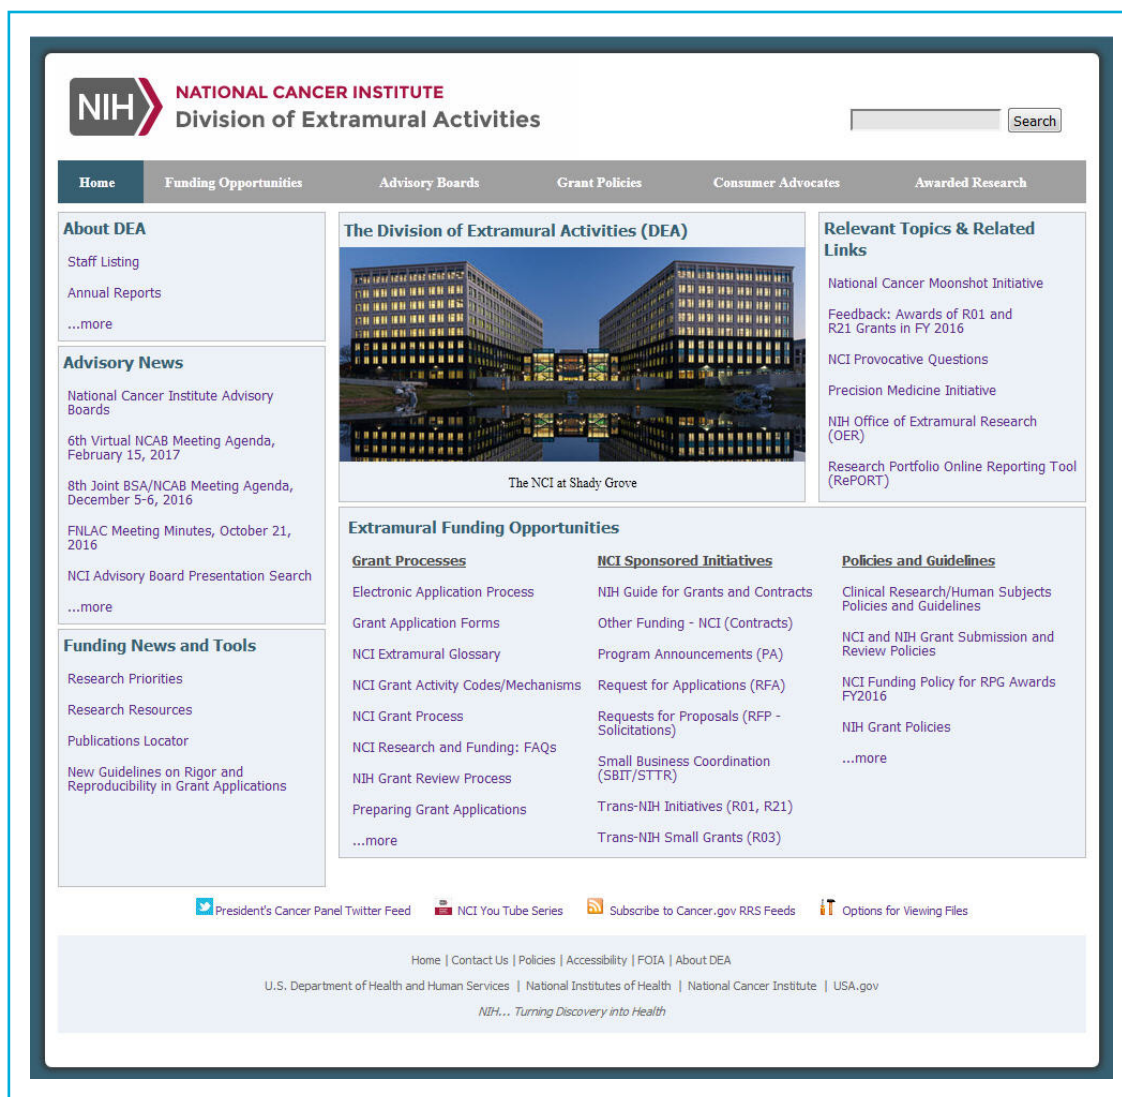 NIH
NATIONAL CANCER INSTITUTE
Division of Extramural Activities
Search
Home
Funding Opportunities
Advisory Boards
Grant Policies
Consumer Advocates
Awarded Research
About DEA
Staff Listing
Annual Reports
...more
Advisory News
National Cancer Institute Advisory
Boards
6th Virtual NCAB Meeting Agenda,
February 15, 2017
8th Joint BSA/NCAB Meeting Agenda,
December 5-6, 2016
FNLAC Meeting Minutes, October 21,
2016
NCI Advisory Board Presentation Search
...more
Funding News and Tools
Research Priorities
Research Resources
Publications Locator
New Guidelines on Rigor and
Reproducibility in Grant Applications
The Division of Extramural Activities (DEA)
The NCI at Shady Grove
Relevant Topics & Related
Links
National Cancer Moonshot Initiative
Feedback: Awards of R01 and
R21 Grants in FY 2016
NCI Provocative Questions
Precision Medicine Initiative
NIH Office of Extramural Research
(OER)
Research Portfolio Online Reporting Tool
(RePORT)
Extramural Funding Opportunities
Grant Processes
Electronic Application Process
Grant Application Forms
NCI Extramural Glossary
NCI Grant Activity Codes/Mechanisms
NCI Grant Process
NCI Research and Funding: FAQs
NIH Grant Review Process
Preparing Grant Applications
...more
NCI Sponsored Initiatives
NIH Guide for Grants and Contracts
Other Funding - NCI (Contracts)
Program Announcements (PA)
Request for Applications (RFA)
Requests for Proposals (RFP -
Solicitations)
Small Business Coordination
(SBIT/STTR)
Trans-NIH Initiatives (R01, R21)
Trans-NIH Small Grants (R03)
Policies and Guidelines
Clinical Research/Human Subjects
Policies and Guidelines
NCI and NIH Grant Submission and
Review Policies
NCI Funding Policy for RPG Awards
FY2016
NIH Grant Policies
...more
President's Cancer Panel Twitter Feed
NCI You Tube Series
Subscribe to Cancer.gov RRS Feeds
Options for Viewing Files
Home | Contact Us | Policies | Accessibility | FOIA | About DEA
U.S. Department of Health and Human Services | National Institutes of Health | National Cancer Institute | USA.gov
NIH... Turning Discovery into Health